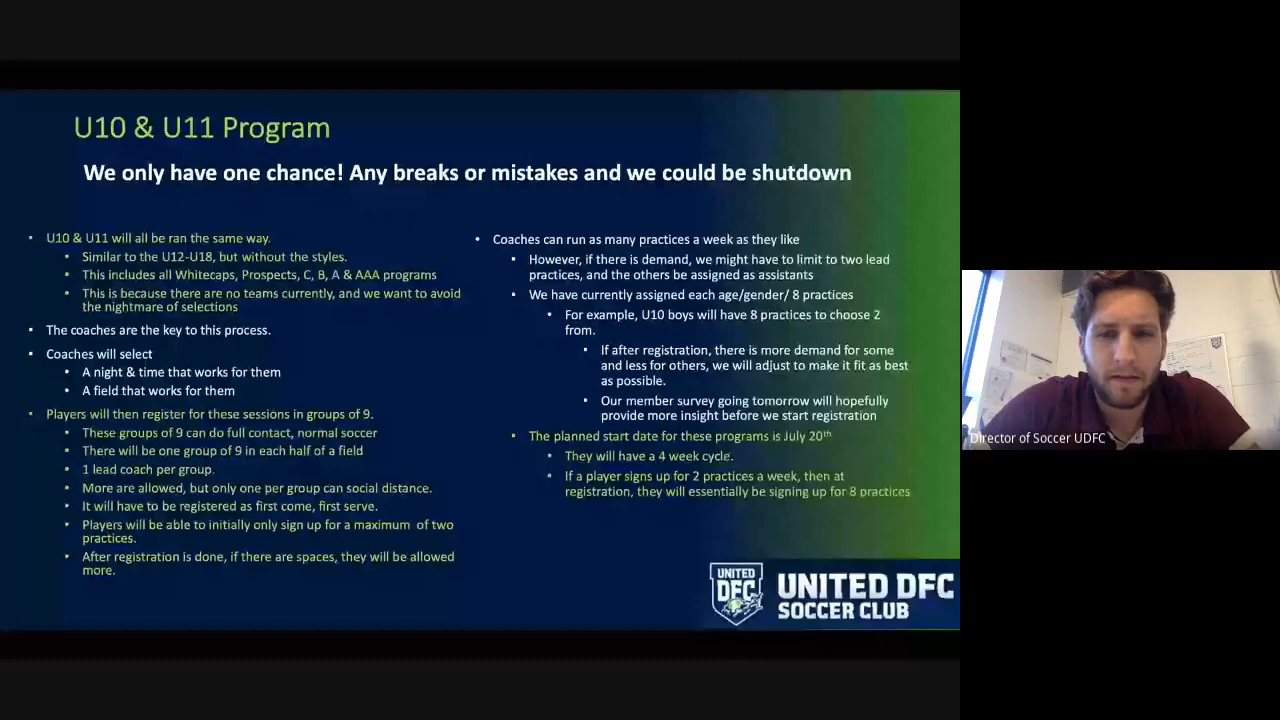 U10 & U11 Program
We only have one chance! Any breaks or mistakes and we could be shutdown
U10 & U11 will all be ran the same way.
Similar to the U12-U18, but without the styles.
This includes all Whitecaps, Prospects, C, B, A & AAA programs
This is because there are no teams currently, and we want to avoid
the nightmare of selections
The coaches are the key to this process.
Coaches will select
A night & time that works for them
A field that works for them
Players will then register for these sessions in groups of 9.
These groups of 9 can do full contact, normal soccer
There will be one group of 9 in each half of a field
1 lead coach per group.
More are allowed, but only one per group can social distance.
It will have to be registered as first come, first serve.
Players will be able to initially only sign up for a maximum of two
practices.
After registration is done, if there are spaces, they will be allowed
more.
Coaches can run as many practices a week as they like
However, if there is demand, we might have to limit to two lead
practices, and the others be assigned as assistants
We have currently assigned each age/gender/ 8 practices
For example, U10 boys will have 8 practices to choose 2
from.
If after registration, there is more demand for some
and less for others, we will adjust to make it fit as best
as possible.
Our member survey going tomorrow will hopefully
provide more insight before we start registration
The planned start date for these programs is July 20th
They will have a 4 week cycle.
If a player signs up for 2 practices a week, then at
registration, they will essentially be signing up for 8 practices
UNITED
DFC
UNITED DFC
SOCCER CLUB
Director of Soccer UDFC